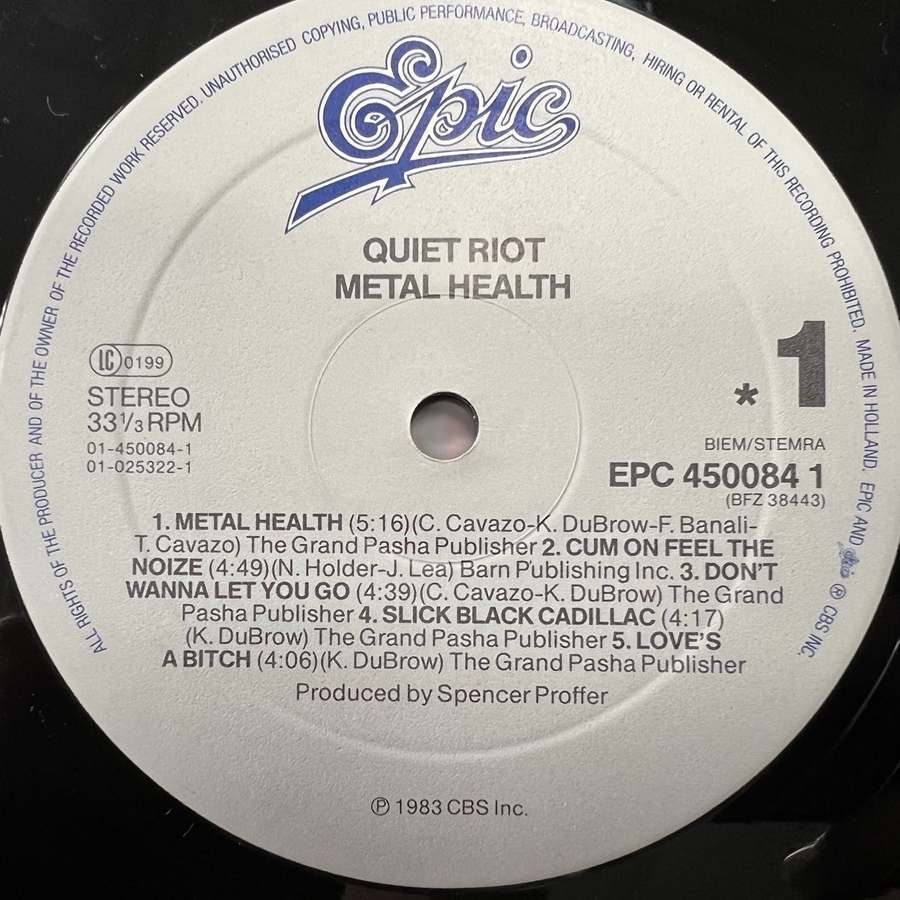 ALL RIGHTS OF THE PRODUCER AND OF THE OWNER OF THE RECORDED WORK RESERVED. UNAUTHORISED COPYING, PUBLIC PERFORMANCE, BROADCASTING, HIRING OR RENTAL OF THIS RECORDING PROHIBITED. MADE IN HOLLAND. EPIC AND Epic ® CBS INC.
Epic
QUIET RIOT
METAL HEALTH
LC 0199
STEREO
33 1/3 RPM
01-450084-1
01-025322-1
* 1
BIEM/STEMRA
EPC 450084 1
(BFZ 38443)
1. METAL HEALTH (5:16)(C. Cavazo-K. DuBrow-F. Banali-
T. Cavazo) The Grand Pasha Publisher 2. CUM ON FEEL THE
NOIZE (4:49)(N. Holder-J. Lea) Barn Publishing Inc. 3. DON'T
WANNA LET YOU GO (4:39)(C. Cavazo-K. DuBrow) The Grand
Pasha Publisher 4. SLICK BLACK CADILLAC (4:17)
(K. DuBrow) The Grand Pasha Publisher 5. LOVE'S
A BITCH (4:06)(K. DuBrow) The Grand Pasha Publisher
Produced by Spencer Proffer
℗ 1983 CBS Inc.